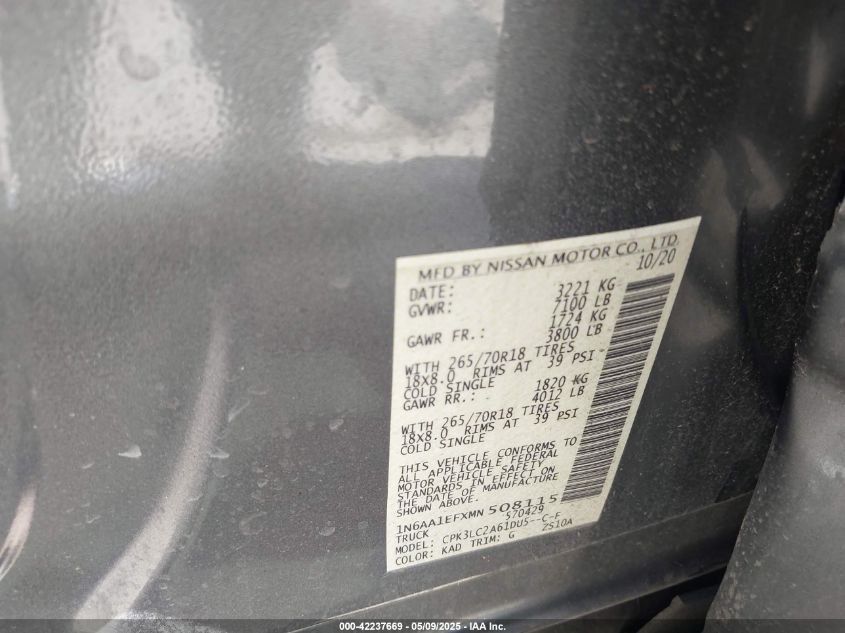 MFD BY NISSAN MOTOR CO., LTD.
DATE: 10/20
GVWR: 3221 KG
7100 LB
GAWR FR.: 1724 KG
3800 LB
WITH 265/70R18 TIRES
18X8.0 RIMS AT 39 PSI
COLD SINGLE
GAWR RR.: 1820 KG
4012 LB
WITH 265/70R18 TIRES
18X8.0 RIMS AT 39 PSI
COLD SINGLE
THIS VEHICLE CONFORMS TO
ALL APPLICABLE FEDERAL
MOTOR VEHICLE SAFETY
STANDARDS IN EFFECT ON
THE DATE OF MANUFACTURE
SHOWN ABOVE.
1N6AA1EFXMN508115
TRUCK 570429
MODEL: CPK3LC2A61DUS--C-F
COLOR: KAD TRIM: G ZS10A
000-42237669 | 05/09/2025 | IAA Inc.